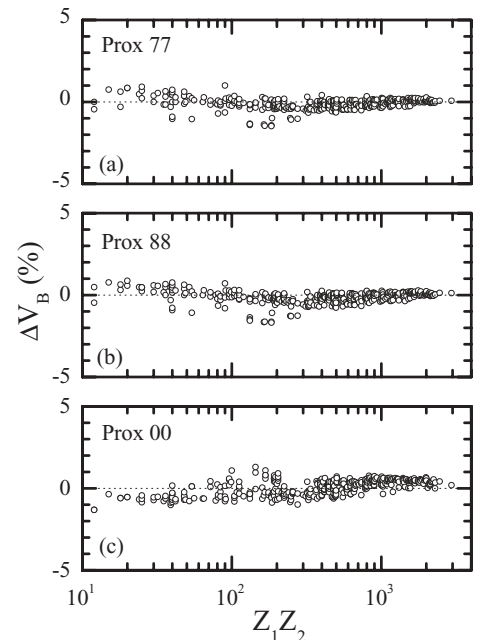 5
Prox 77
0
(a)
-5
5
Prox 88
0
(b)
-5
ΔV_B (%)
5
Prox 00
0
(c)
-5
10^1 10^2 10^3
Z_1Z_2